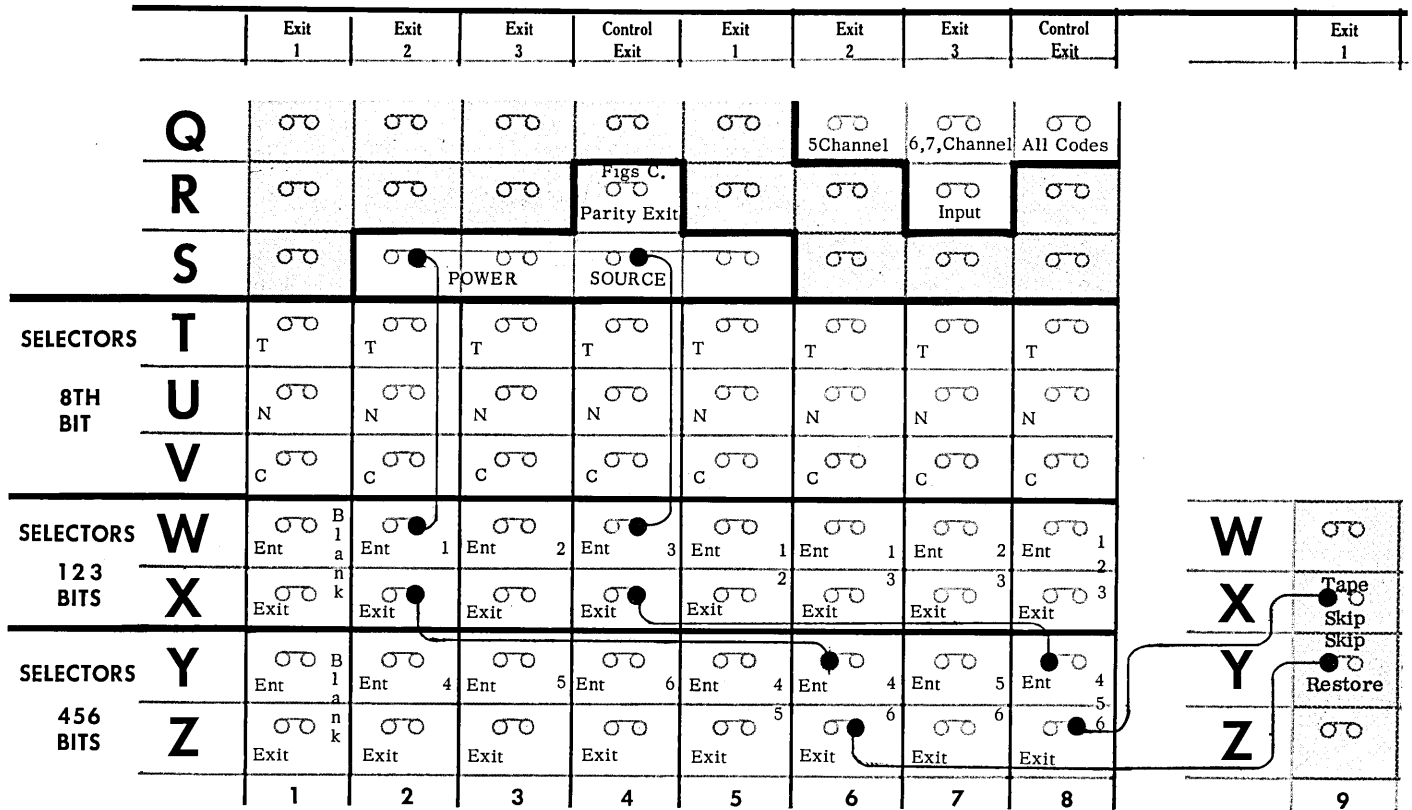 Exit Exit Exit Control Exit Exit Exit Control Exit
1 2 3 Exit 1 2 3 Exit 1
Q 5Channel 6,7,Channel All Codes
R Figs C. Parity Exit Input
S POWER SOURCE
SELECTORS T T T T T T T T T
8TH BIT
U N N N N N N N N
V C C C C C C C C
SELECTORS W Ent Blank Ent 1 Ent 2 Ent 3 Ent 1 Ent 1 Ent 2 Ent 1 W
123 BITS
X Exit Exit Exit Exit Exit 2 Exit 3 Exit 3 Exit 2 3 X Tape Skip
SELECTORS Y Ent Blank Ent 4 Ent 5 Ent 6 Ent 4 Ent 4 Ent 5 Ent 4 Y Skip Restore
456 BITS
Z Exit Exit Exit Exit Exit 5 Exit 6 Exit 6 Exit 5 6 Z
1 2 3 4 5 6 7 8 9